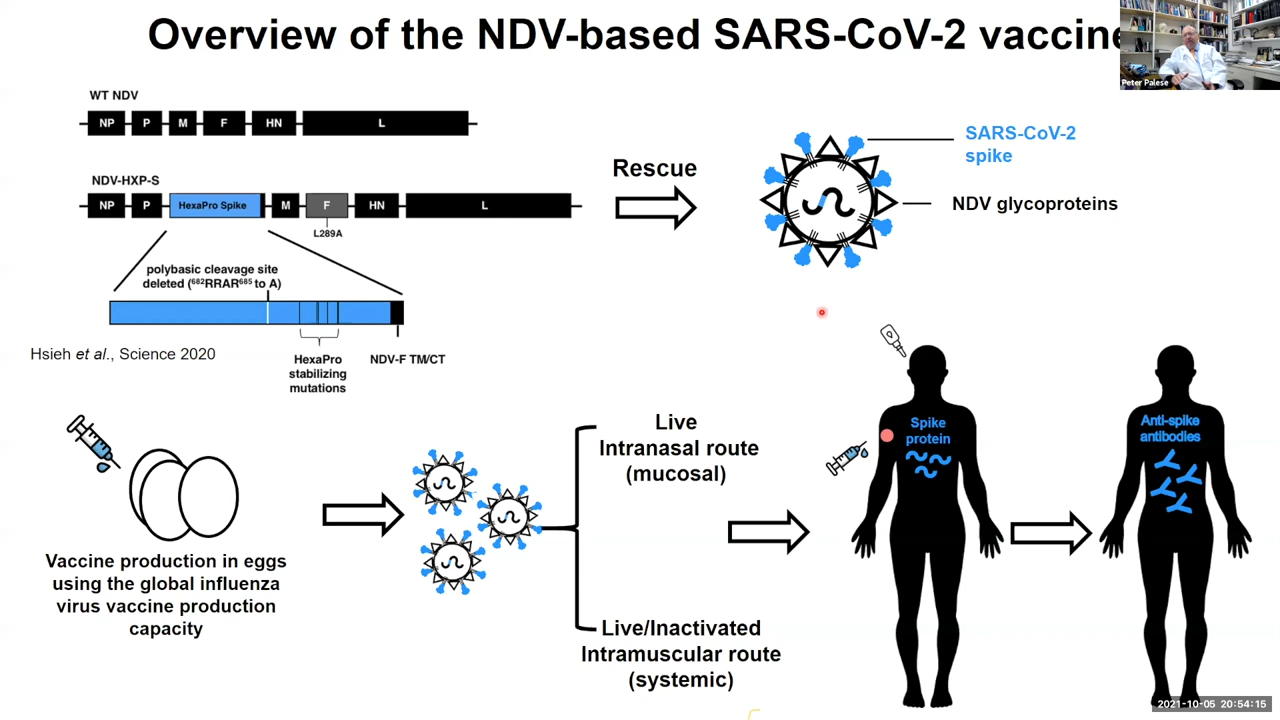 Overview of the NDV-based SARS-CoV-2 vaccine
Peter Palese
WT NDV
NP P M F HN L
NDV-HXP-S
NP P HexaPro Spike M F HN L
L289A
polybasic cleavage site
deleted (⁶⁸²RRAR⁶⁸⁵ to A)
Hsieh et al., Science 2020
HexaPro
stabilizing
mutations
NDV-F TM/CT
Rescue
SARS-CoV-2
spike
NDV glycoproteins
Vaccine production in eggs
using the global influenza
virus vaccine production
capacity
Live
Intranasal route
(mucosal)
Live/Inactivated
Intramuscular route
(systemic)
Spike
protein
Anti-spike
antibodies
2021-10-05 20:54:15